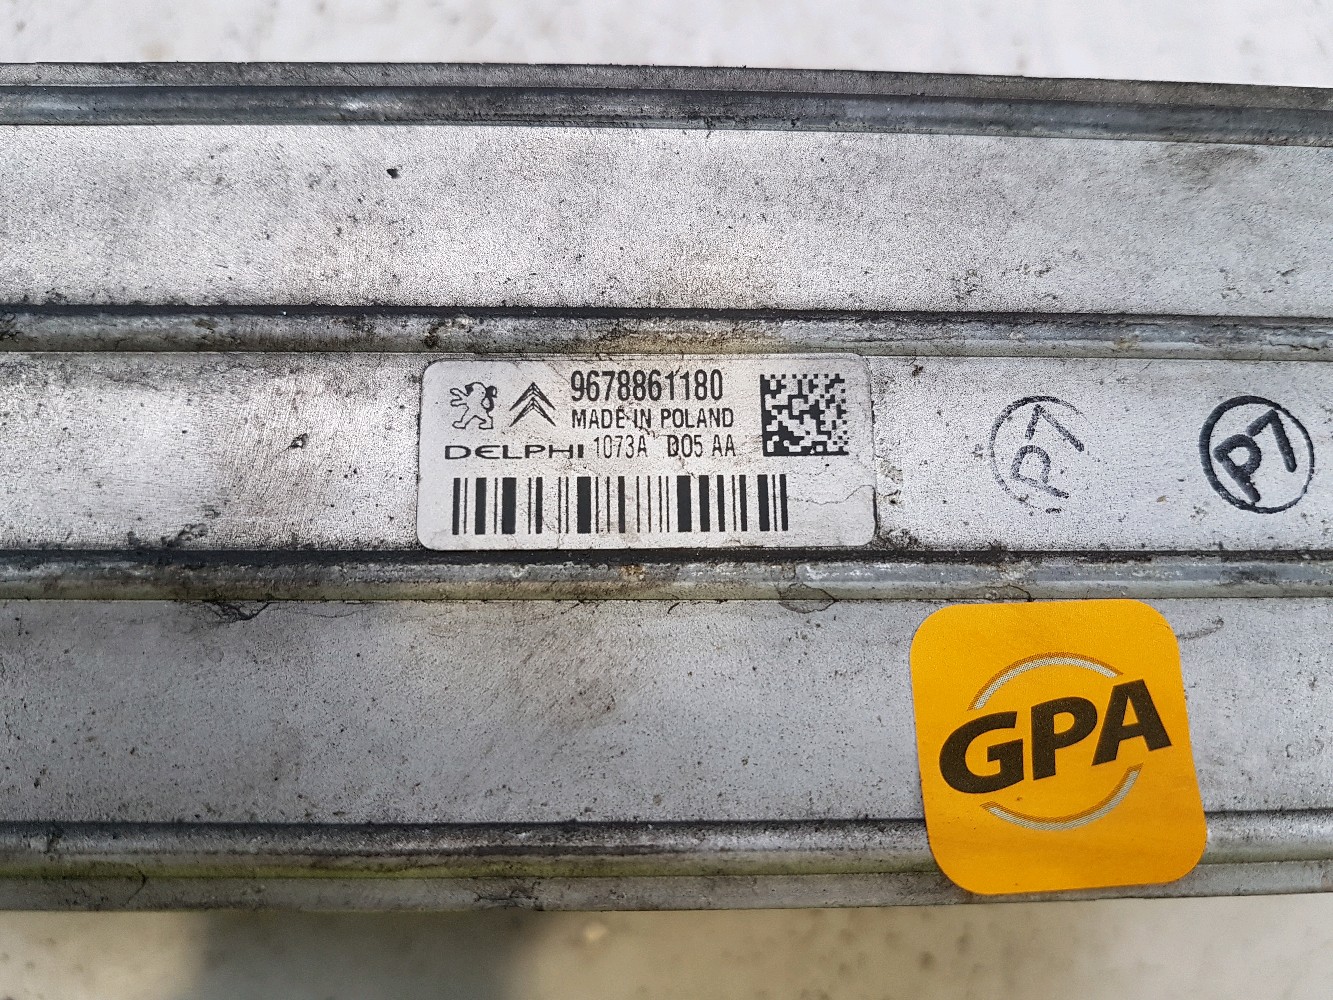 9678861180
MADE IN POLAND
DELPHI 1073A D05 AA
P7
P7
GPA